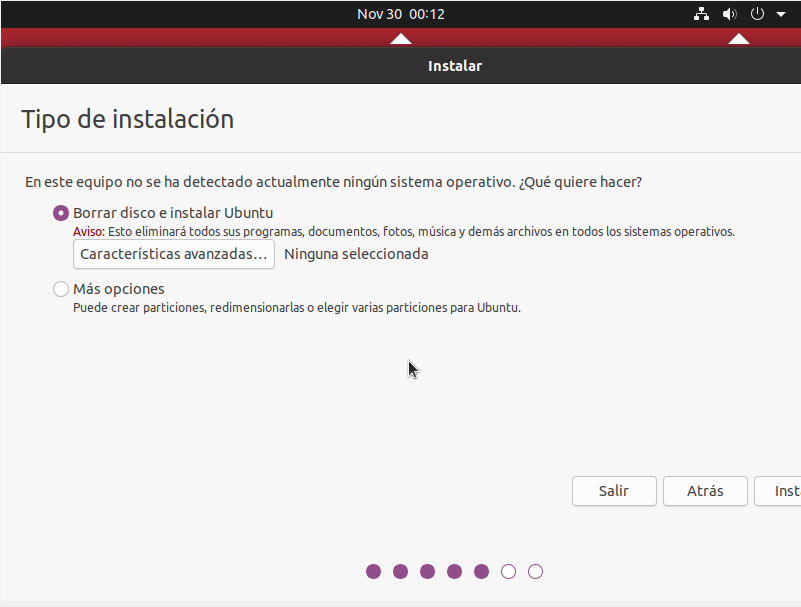 Nov 30 00:12
Instalar
Tipo de instalación
En este equipo no se ha detectado actualmente ningún sistema operativo. ¿Qué quiere hacer?
Borrar disco e instalar Ubuntu
Aviso: Esto eliminará todos sus programas, documentos, fotos, música y demás archivos en todos los sistemas operativos.
Características avanzadas... Ninguna seleccionada
Más opciones
Puede crear particiones, redimensionarlas o elegir varias particiones para Ubuntu.
Salir Atrás